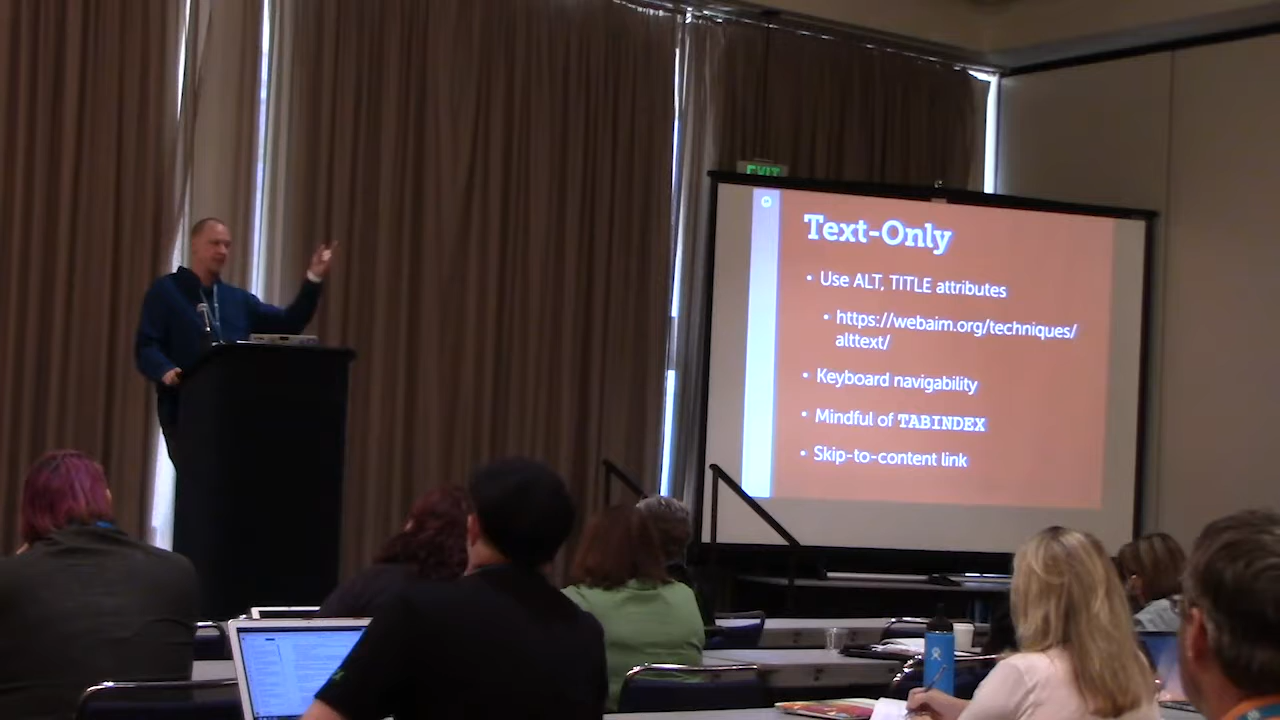 EXIT
Text-Only
• Use ALT, TITLE attributes
• https://webaim.org/techniques/
alttext/
• Keyboard navigability
• Mindful of TABINDEX
• Skip-to-content link